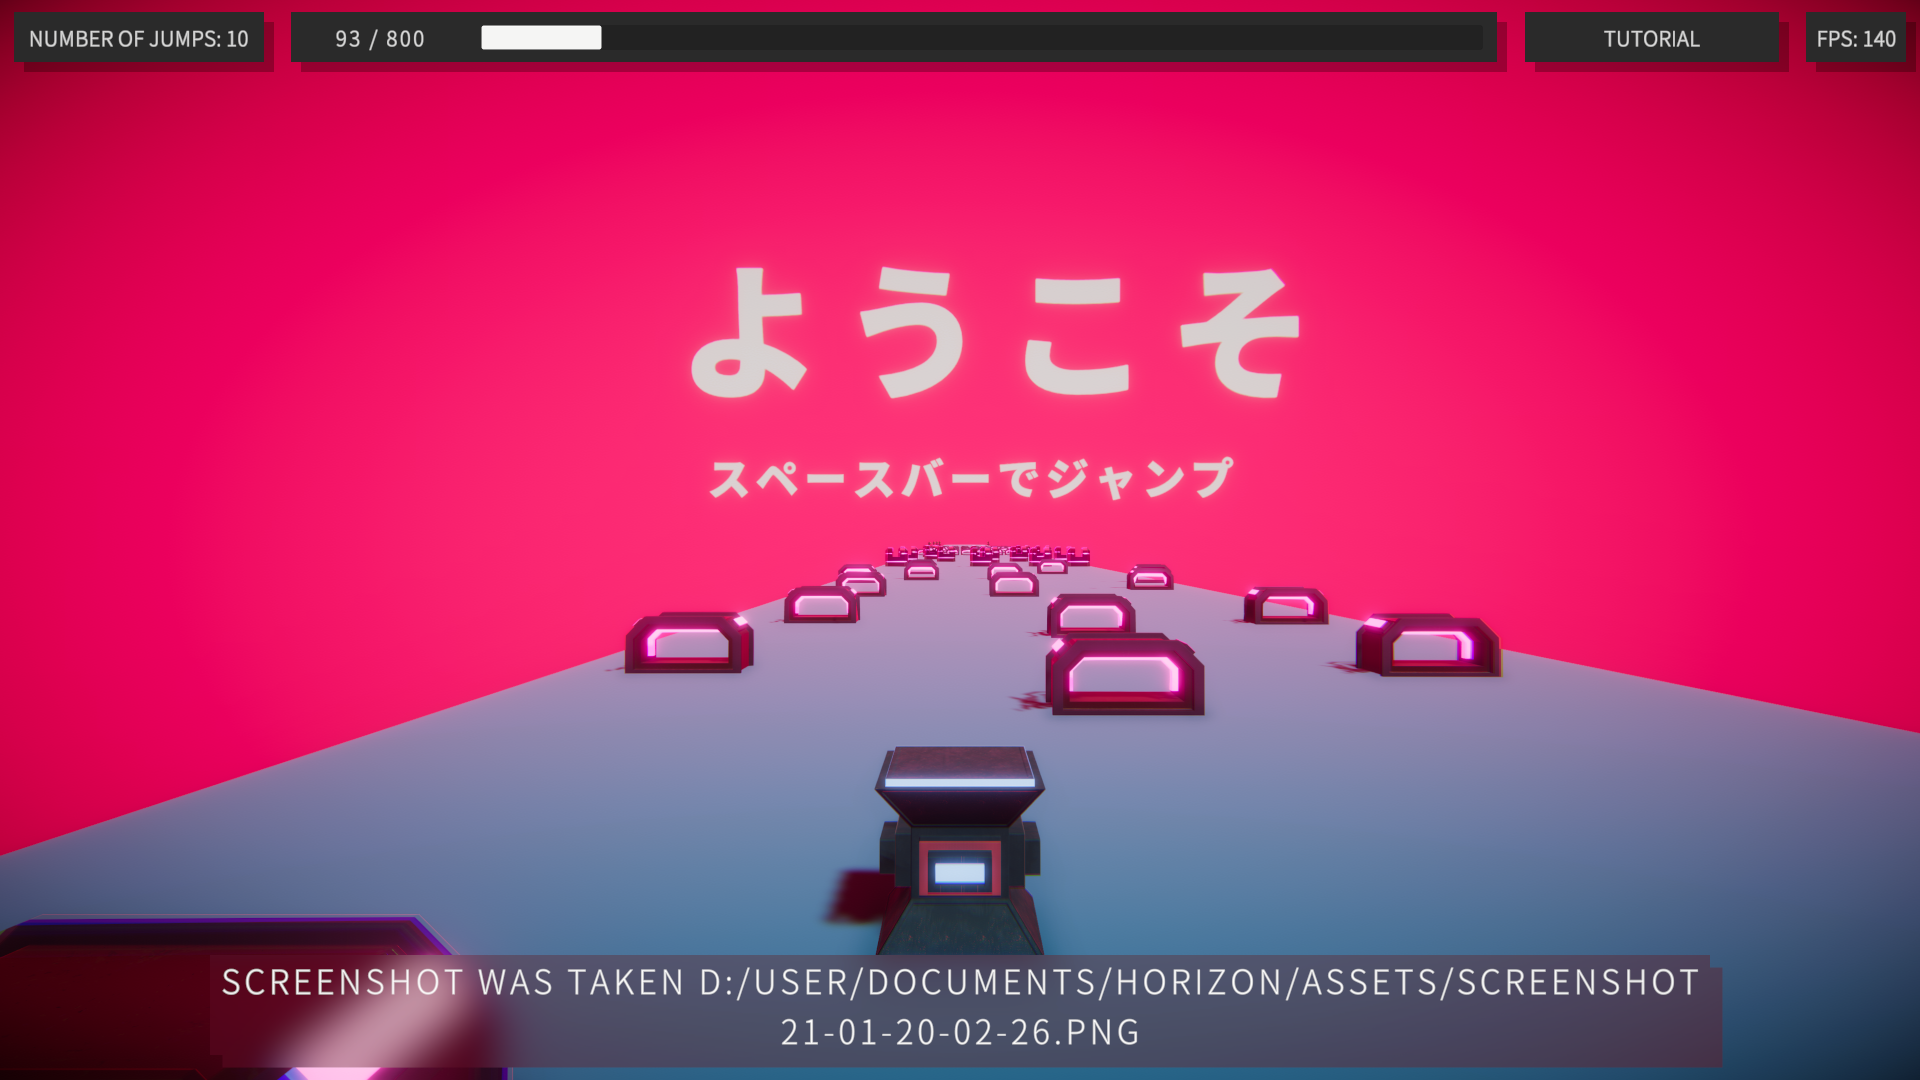 NUMBER OF JUMPS: 10
93 / 800
TUTORIAL
FPS: 140
ようこそ
スペースバーでジャンプ
SCREENSHOT WAS TAKEN D:/USER/DOCUMENTS/HORIZON/ASSETS/SCREENSHOT
21-01-20-02-26.PNG